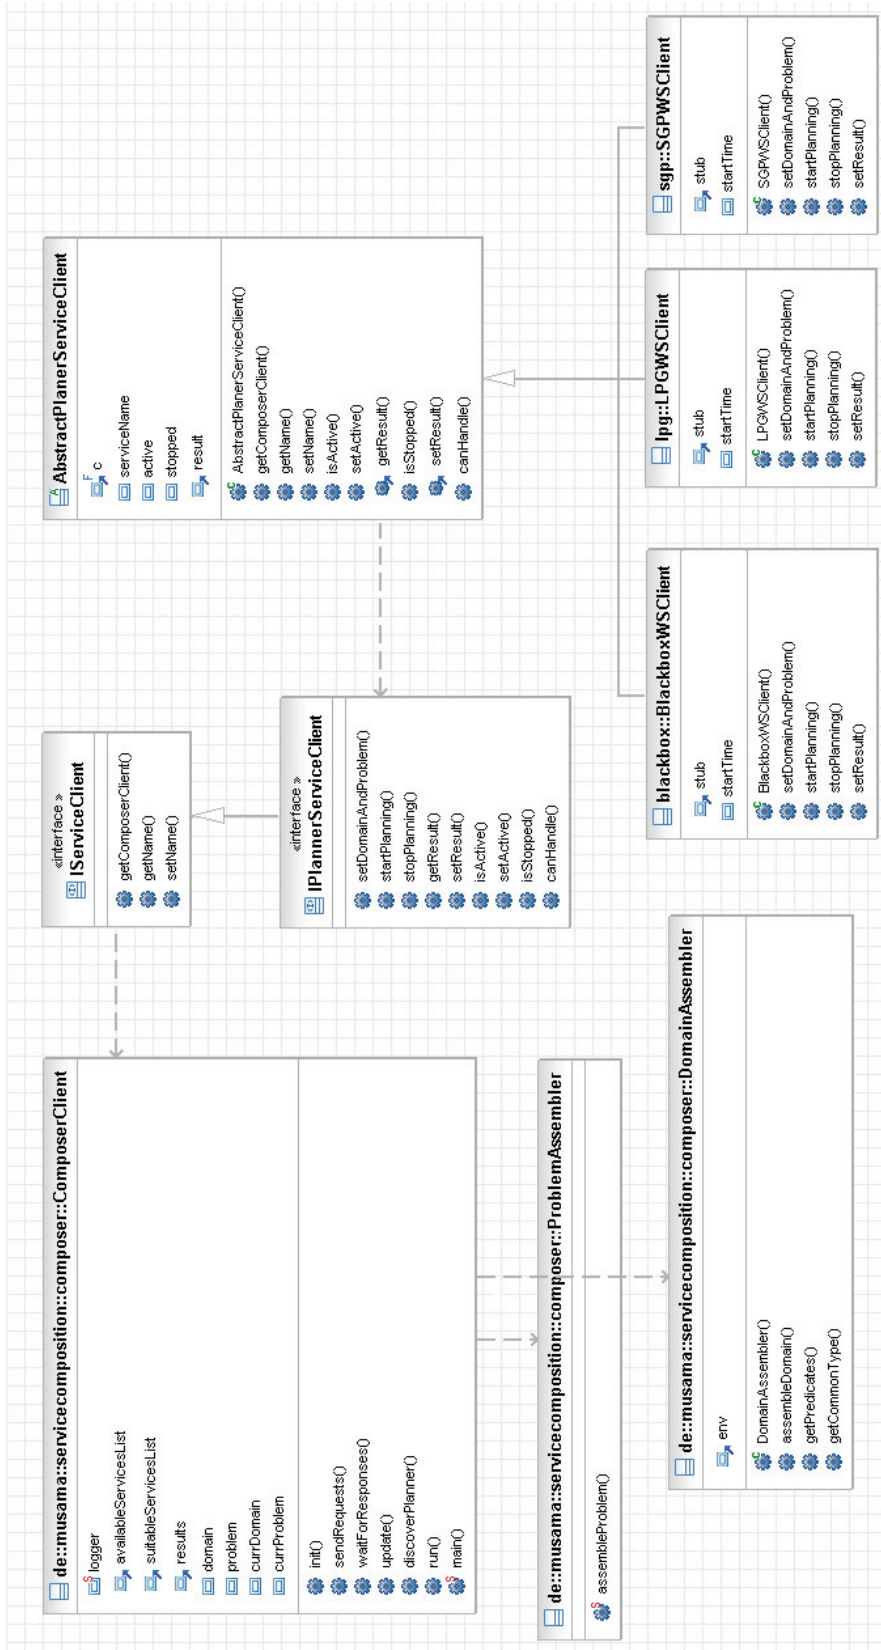 de::musama::servicecomposition::composer::ComposerClient
logger
availableServicesList
suitableServicesList
results
domain
problem
currDomain
currProblem
init()
sendRequests()
waitForResponses()
update()
discoverPlanner()
run()
main()
«interface »
IServiceClient
getComposerClient()
getName()
setName()
AbstractPlanerServiceClient
c
serviceName
active
stopped
result
AbstractPlanerServiceClient()
getComposerClient()
getName()
setName()
isActive()
setActive()
getResult()
isStopped()
setResult()
canHandle()
«interface »
IPlannerServiceClient
setDomainAndProblem()
startPlanning()
stopPlanning()
getResult()
setResult()
isActive()
setActive()
isStopped()
canHandle()
de::musama::servicecomposition::composer::ProblemAssembler
assembleProblem()
de::musama::servicecomposition::composer::DomainAssembler
env
DomainAssembler()
assembleDomain()
getPredicates()
getCommonType()
blackbox::BlackboxWSClient
stub
startTime
BlackboxWSClient()
setDomainAndProblem()
startPlanning()
stopPlanning()
setResult()
lpg::LPGWSClient
stub
startTime
LPGWSClient()
setDomainAndProblem()
startPlanning()
stopPlanning()
setResult()
sgp::SGPWSClient
stub
startTime
SGPWSClient()
setDomainAndProblem()
startPlanning()
stopPlanning()
setResult()